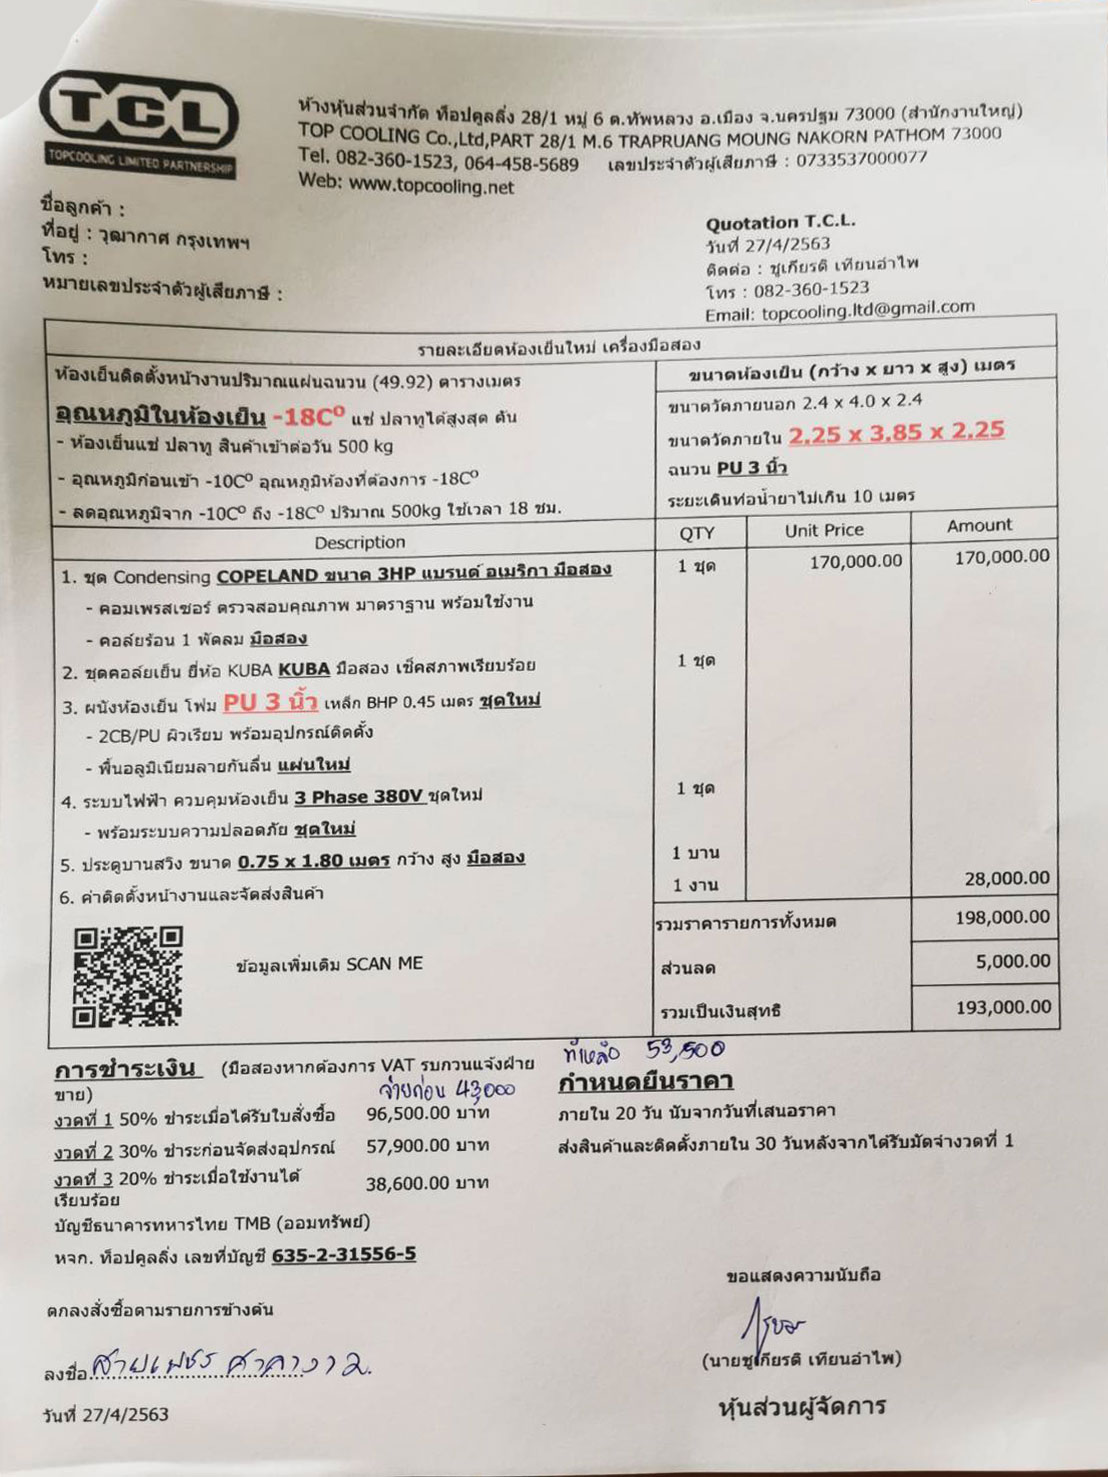 TCL
TOPCOOLING LIMITED PARTNERSHIP
ห้างหุ้นส่วนจำกัด ท็อปคูลลิ่ง 28/1 หมู่ 6 ต.ทัพหลวง อ.เมือง จ.นครปฐม 73000 (สำนักงานใหญ่)
TOP COOLING Co.,Ltd,PART 28/1 M.6 TRAPRUANG MOUNG NAKORN PATHOM 73000
Tel. 082-360-1523, 064-458-5689 เลขประจำตัวผู้เสียภาษี : 0733537000077
Web: www.topcooling.net
ชื่อลูกค้า :
ที่อยู่ : วุฒากาศ กรุงเทพฯ
โทร :
หมายเลขประจำตัวผู้เสียภาษี :
Quotation T.C.L.
วันที่ 27/4/2563
ติดต่อ : ชูเกียรติ เทียนอำไพ
โทร : 082-360-1523
Email: topcooling.ltd@gmail.com
รายละเอียดห้องเย็นใหม่ เครื่องมือสอง
ห้องเย็นติดตั้งหน้างานปริมาณแผ่นฉนวน (49.92) ตารางเมตร
อุณหภูมิในห้องเย็น -18C⁰ แช่ ปลาทูได้สูงสุด ตัน
- ห้องเย็นแช่ ปลาทู สินค้าเข้าต่อวัน 500 kg
- อุณหภูมิก่อนเข้า -10C⁰ อุณหภูมิห้องที่ต้องการ -18C⁰
- ลดอุณหภูมิจาก -10C⁰ ถึง -18C⁰ ปริมาณ 500kg ใช้เวลา 18 ชม.
ขนาดห้องเย็น (กว้าง x ยาว x สูง) เมตร
ขนาดวัดภายนอก 2.4 x 4.0 x 2.4
ขนาดวัดภายใน 2.25 x 3.85 x 2.25
ฉนวน PU 3 นิ้ว
ระยะเดินท่อน้ำยาไม่เกิน 10 เมตร
Description QTY Unit Price Amount
1. ชุด Condensing COPELAND ขนาด 3HP แบรนด์ อเมริกา มือสอง 1 ชุด 170,000.00 170,000.00
- คอมเพรสเซอร์ ตรวจสอบคุณภาพ มาตราฐาน พร้อมใช้งาน
- คอล์ยร้อน 1 พัดลม มือสอง
2. ชุดคอล์ยเย็น ยี่ห้อ KUBA KUBA มือสอง เช็คสภาพเรียบร้อย 1 ชุด
3. ผนังห้องเย็น โฟม PU 3 นิ้ว เหล็ก BHP 0.45 เมตร ชุดใหม่
- 2CB/PU ผิวเรียบ พร้อมอุปกรณ์ติดตั้ง
- พื้นอลูมิเนียมลายกันลื่น แผ่นใหม่
4. ระบบไฟฟ้า ควบคุมห้องเย็น 3 Phase 380V ชุดใหม่ 1 ชุด
- พร้อมระบบความปลอดภัย ชุดใหม่
5. ประตูบานสวิง ขนาด 0.75 x 1.80 เมตร กว้าง สูง มือสอง 1 บาน
6. ค่าติดตั้งหน้างานและจัดส่งสินค้า 1 งาน 28,000.00
ข้อมูลเพิ่มเติม SCAN ME
รวมราคารายการทั้งหมด 198,000.00
ส่วนลด 5,000.00
รวมเป็นเงินสุทธิ 193,000.00
53,500
การชำระเงิน (มือสองหากต้องการ VAT รบกวนแจ้งฝ่าย
ขาย) จ่ายก่อน 43,000
งวดที่ 1 50% ชำระเมื่อได้รับใบสั่งซื้อ 96,500.00 บาท
งวดที่ 2 30% ชำระก่อนจัดส่งอุปกรณ์ 57,900.00 บาท
งวดที่ 3 20% ชำระเมื่อใช้งานได้
เรียบร้อย 38,600.00 บาท
กำหนดยืนราคา
ภายใน 20 วัน นับจากวันที่เสนอราคา
ส่งสินค้าและติดตั้งภายใน 30 วันหลังจากได้รับมัดจำงวดที่ 1
บัญชีธนาคารทหารไทย TMB (ออมทรัพย์)
หจก. ท็อปคูลลิ่ง เลขที่บัญชี 635-2-31556-5
ตกลงสั่งซื้อตามรายการข้างต้น
ลงชื่อ
วันที่ 27/4/2563
ขอแสดงความนับถือ
(นายชูเกียรติ เทียนอำไพ)
หุ้นส่วนผู้จัดการ